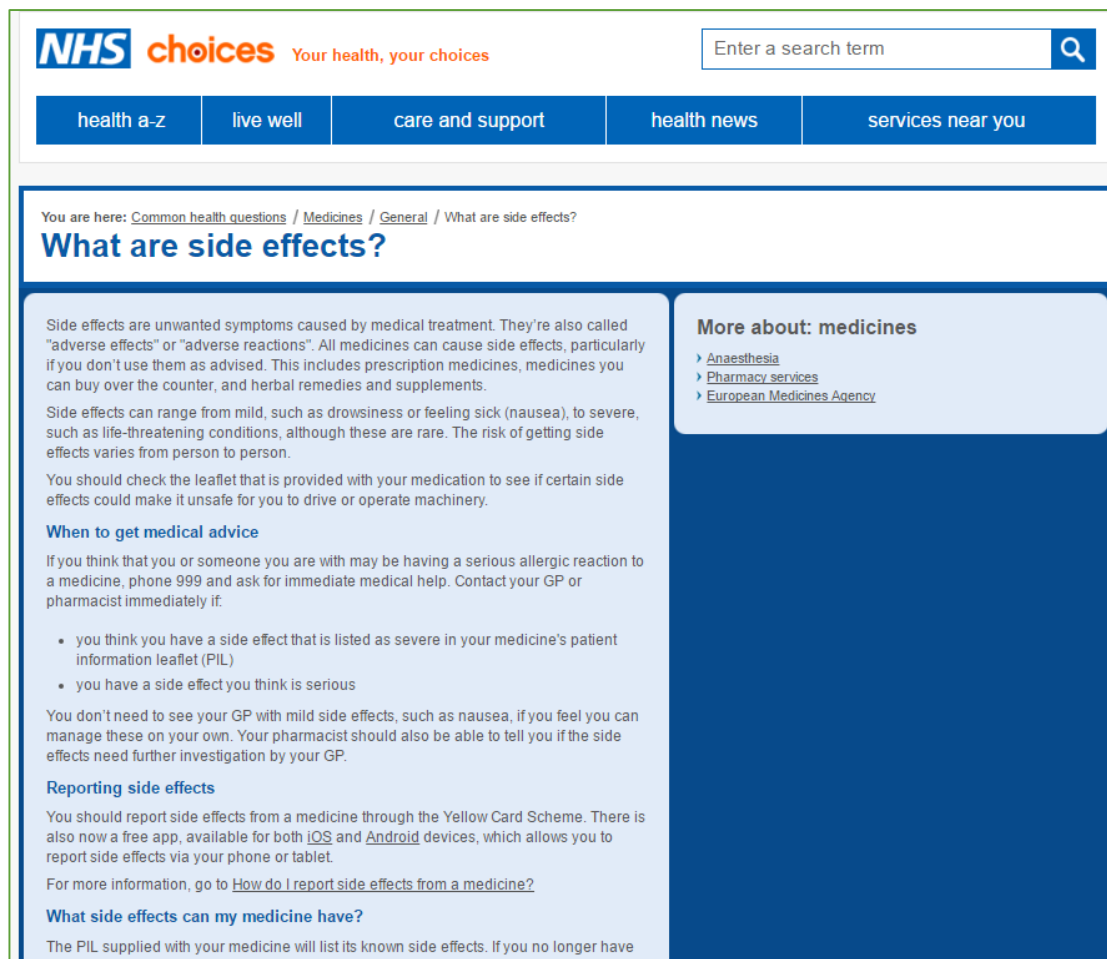 NHS choices Your health, your choices
Enter a search term
health a-z live well care and support health news services near you
You are here: Common health questions / Medicines / General / What are side effects?
What are side effects?
Side effects are unwanted symptoms caused by medical treatment. They're also called
"adverse effects" or "adverse reactions". All medicines can cause side effects, particularly
if you don't use them as advised. This includes prescription medicines, medicines you
can buy over the counter, and herbal remedies and supplements.
Side effects can range from mild, such as drowsiness or feeling sick (nausea), to severe,
such as life-threatening conditions, although these are rare. The risk of getting side
effects varies from person to person.
You should check the leaflet that is provided with your medication to see if certain side
effects could make it unsafe for you to drive or operate machinery.
When to get medical advice
If you think that you or someone you are with may be having a serious allergic reaction to
a medicine, phone 999 and ask for immediate medical help. Contact your GP or
pharmacist immediately if:
• you think you have a side effect that is listed as severe in your medicine's patient
information leaflet (PIL)
• you have a side effect you think is serious
You don't need to see your GP with mild side effects, such as nausea, if you feel you can
manage these on your own. Your pharmacist should also be able to tell you if the side
effects need further investigation by your GP.
Reporting side effects
You should report side effects from a medicine through the Yellow Card Scheme. There is
also now a free app, available for both iOS and Android devices, which allows you to
report side effects via your phone or tablet.
For more information, go to How do I report side effects from a medicine?
What side effects can my medicine have?
The PIL supplied with your medicine will list its known side effects. If you no longer have
More about: medicines
Anaesthesia
Pharmacy services
European Medicines Agency